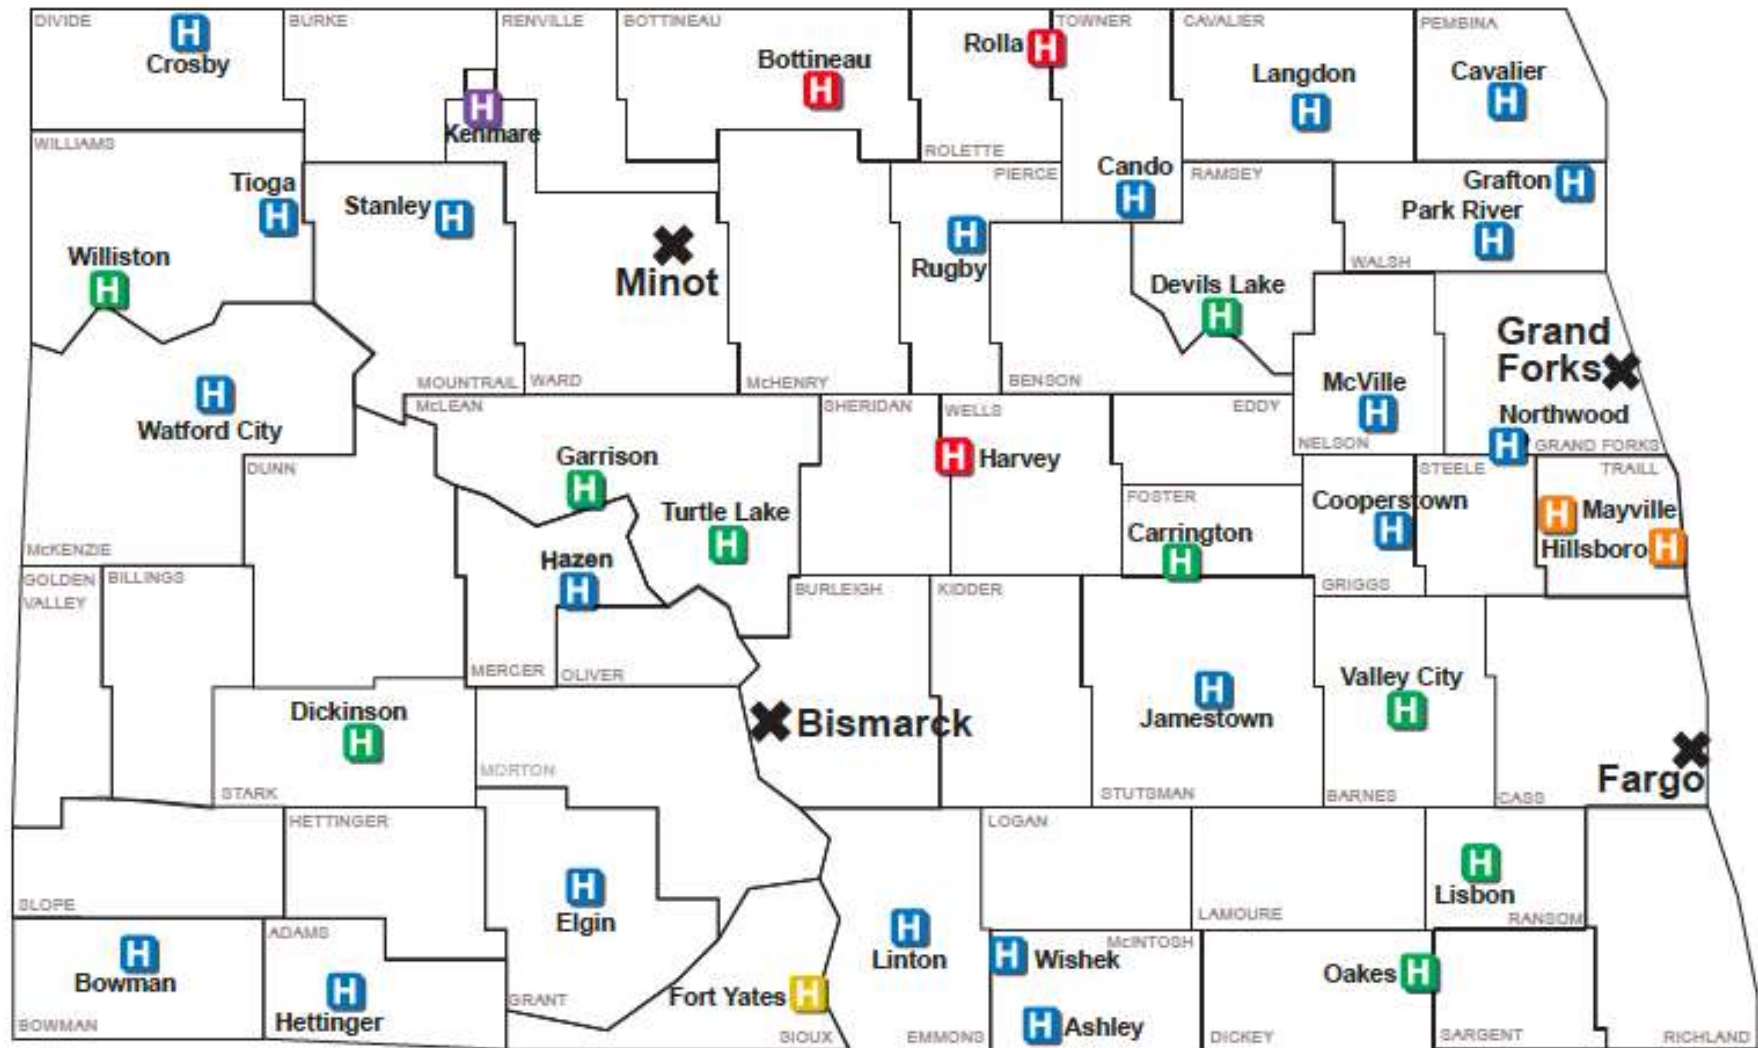 DIVIDE
BURKE
RENVILLE
BOTTINEAU
TOWNER
CAVALIER
PEMBINA
H
Crosby
Rolla H
Bottineau
H
Langdon
H
Cavalier
H
H
Kenmare
WILLIAMS
ROLETTE
PIERCE
Cando
H
RAMSEY
Grafton H
Park River
H
WALSH
Tioga
H
Stanley H
H
Rugby
Williston
H
Minot
Devils Lake
H
Grand
Forks
H
Watford City
MOUNTRAIL
WARD
McHENRY
BENSON
McVille
H
NELSON
Northwood
H
GRAND FORKS
McLEAN
SHERIDAN
WELLS
EDDY
DUNN
Garrison
H
H Harvey
STEELE
TRAILL
Turtle Lake
H
FOSTER
Carrington
H
Cooperstown
H
H Mayville
Hillsboro H
McKENZIE
Hazen
H
GOLDEN
VALLEY
BILLINGS
BURLEIGH
KIDDER
GRIGGS
MERCER
OLIVER
Dickinson
H
Bismarck
H
Jamestown
Valley City
H
Fargo
MORTON
STARK
STUTSMAN
BARNES
CASS
HETTINGER
LOGAN
H
Elgin
H
Lisbon
SLOPE
LAMOURE
RANSOM
ADAMS
H
Bowman
H
Linton
H Wishek
McINTOSH
Oakes H
H
Hettinger
GRANT
Fort Yates H
H Ashley
BOWMAN
SIOUX
EMMONS
DICKEY
SARGENT
RICHLAND